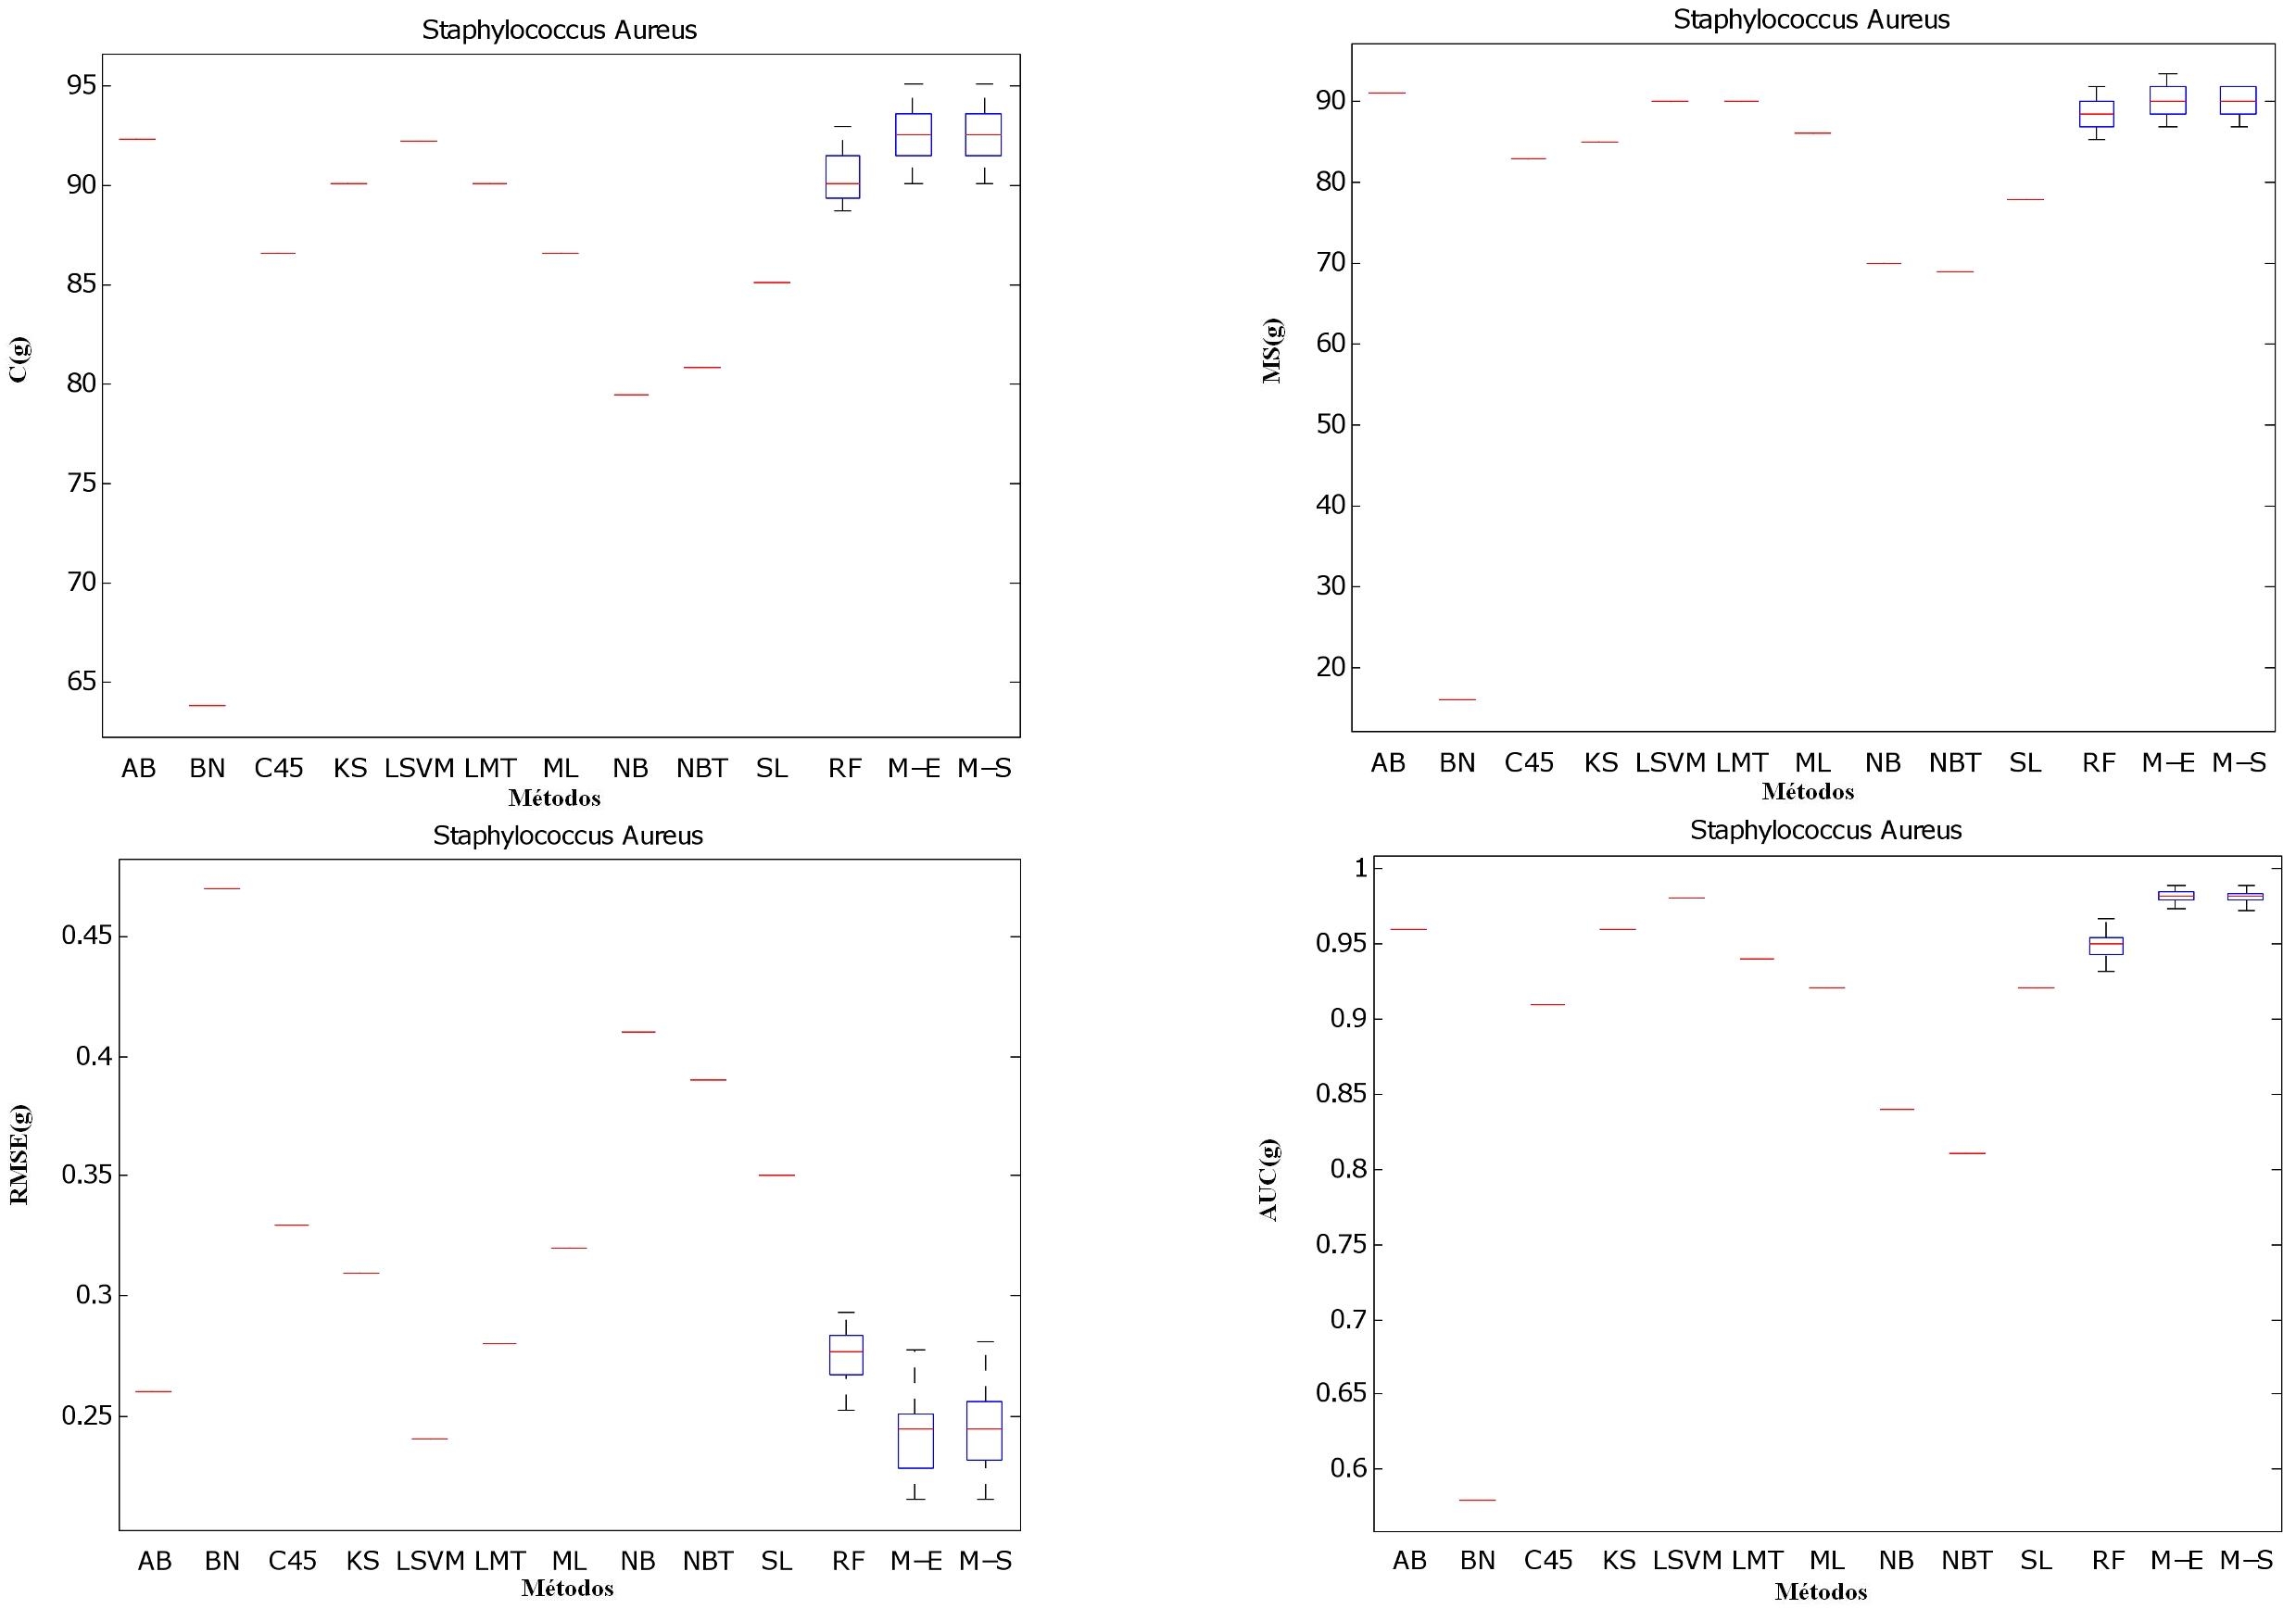 Staphylococcus Aureus
95
90
85
80
75
70
65
C(g)
AB BN C45 KS LSVM LMT ML NB NBT SL RF M–E M–S
Métodos
Staphylococcus Aureus
90
80
70
60
50
40
30
20
MS(g)
AB BN C45 KS LSVM LMT ML NB NBT SL RF M–E M–S
Métodos
Staphylococcus Aureus
0.45
0.4
0.35
0.3
0.25
RMSE(g)
AB BN C45 KS LSVM LMT ML NB NBT SL RF M–E M–S
Métodos
Staphylococcus Aureus
1
0.95
0.9
0.85
0.8
0.75
0.7
0.65
0.6
AUC(g)
AB BN C45 KS LSVM LMT ML NB NBT SL RF M–E M–S
Métodos